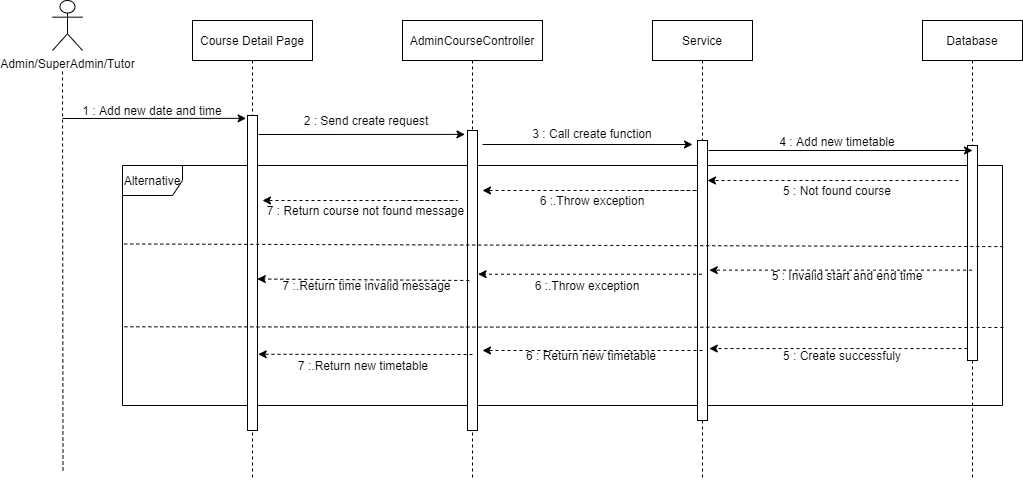 Course Detail Page
AdminCourseController
Service
Database
Admin/SuperAdmin/Tutor
1 : Add new date and time
2 : Send create request
3 : Call create function
4 : Add new timetable
Alternative
5 : Not found course
6 :.Throw exception
7 : Return course not found message
5 : Invalid start and end time
6 :.Throw exception
7 :.Return time invalid message
5 : Create successfuly
6 : Return new timetable
7 :.Return new timetable